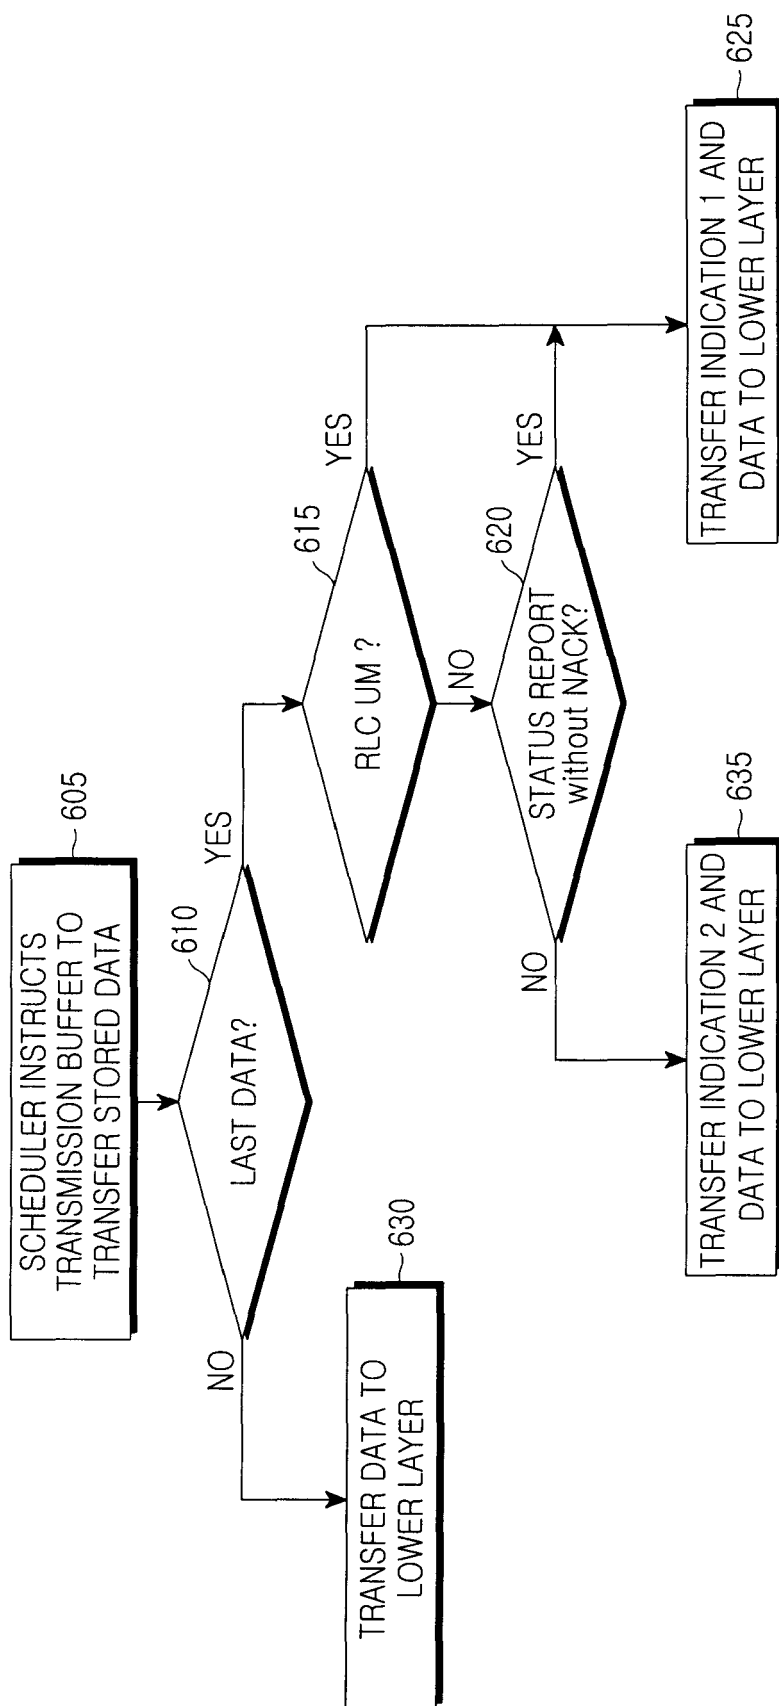 SCHEDULER INSTRUCTS
TRANSMISSION BUFFER TO
TRANSFER STORED DATA
605
LAST DATA?
610
NO
YES
TRANSFER DATA TO
LOWER LAYER
630
RLC UM ?
615
YES
NO
STATUS REPORT
without NACK?
620
YES
NO
TRANSFER INDICATION 2 AND
DATA TO LOWER LAYER
635
TRANSFER INDICATION 1 AND
DATA TO LOWER LAYER
625